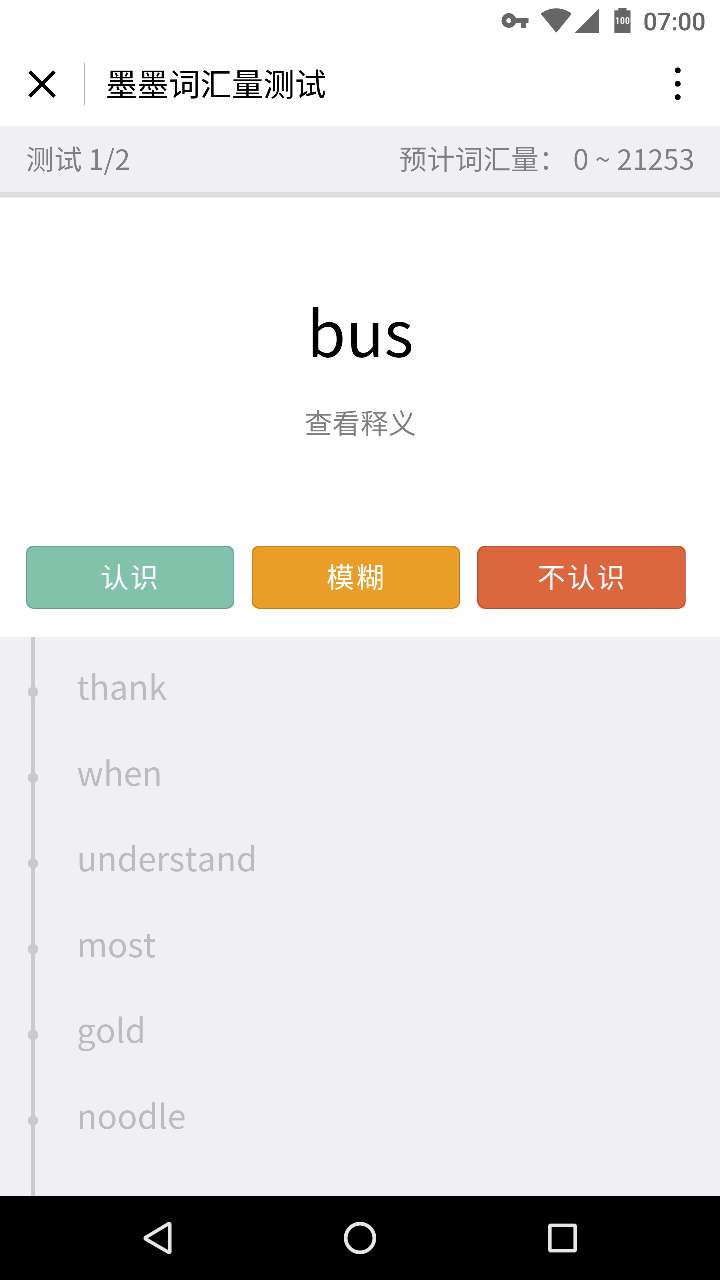 100 07:00
墨墨词汇量测试
测试 1/2 预计词汇量： 0 ~ 21253
bus
查看释义
认识 模糊 不认识
thank
when
understand
most
gold
noodle